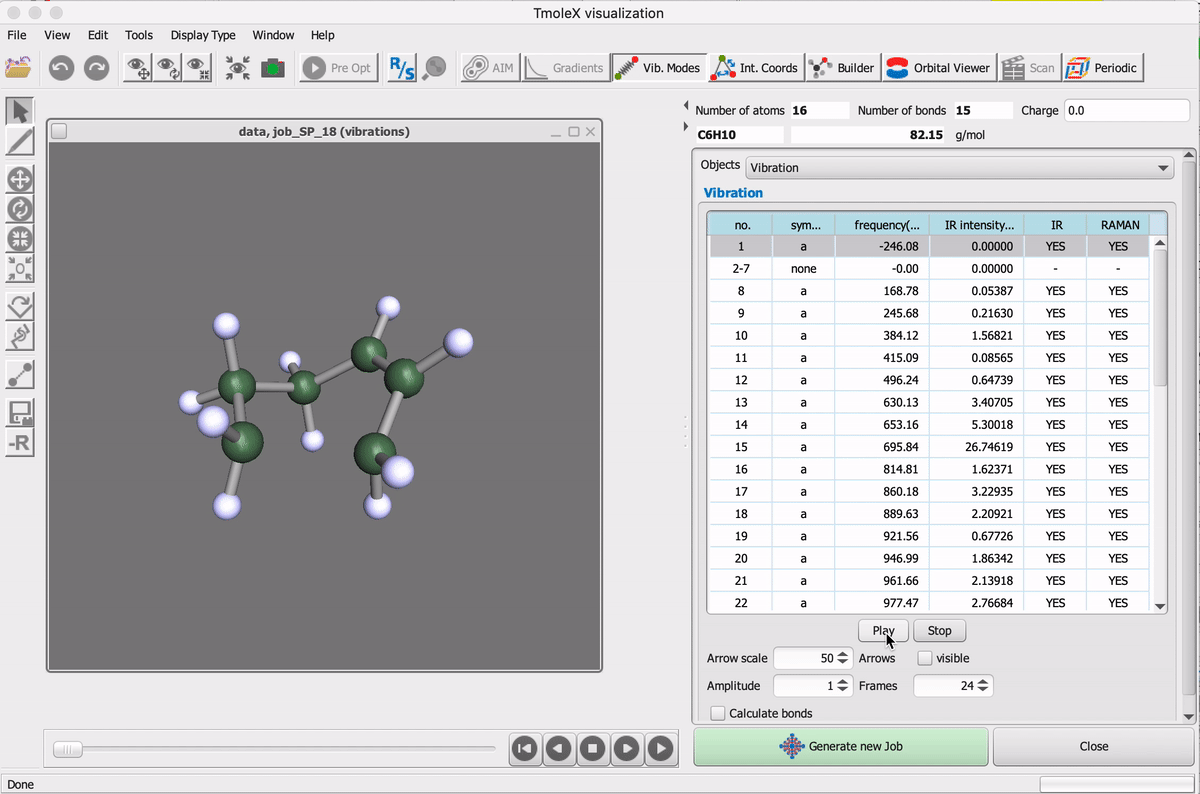 TmoleX visualization
File View Edit Tools Display Type Window Help
Play Opt R/S AIM Gradients Vib. Modes Int. Coords Builder Orbital Viewer Scan Periodic
Number of atoms 16 Number of bonds 15 Charge 0.0
C6H10 82.15 g/mol
data, job_SP_18 (vibrations)
Objects Vibration
Vibration
no. sym... frequency(... IR intensity... IR RAMAN
1 a -246.08 0.00000 YES YES
2-7 none -0.00 0.00000 - -
8 a 168.78 0.05387 YES YES
9 a 245.68 0.21630 YES YES
10 a 384.12 1.56821 YES YES
11 a 415.09 0.08565 YES YES
12 a 496.24 0.64739 YES YES
13 a 630.13 3.40705 YES YES
14 a 653.16 5.30018 YES YES
15 a 695.84 26.74619 YES YES
16 a 814.81 1.62371 YES YES
17 a 860.18 3.22935 YES YES
18 a 889.63 2.20921 YES YES
19 a 921.56 0.67726 YES YES
20 a 946.99 1.86342 YES YES
21 a 961.66 2.13918 YES YES
22 a 977.47 2.76684 YES YES
-R
Play Stop
Arrow scale 50 Arrows visible
Amplitude 1 Frames 24
Calculate bonds
Generate new Job Close
Done